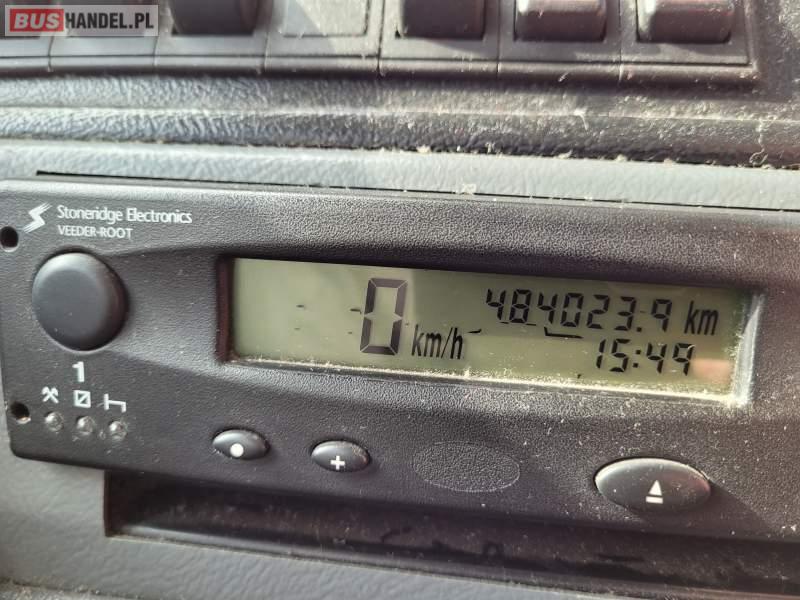 BUSHANDEL.PL
Stoneridge Electronics
VEEDER-ROOT
0 km/h
484023.9 km
15:49
1